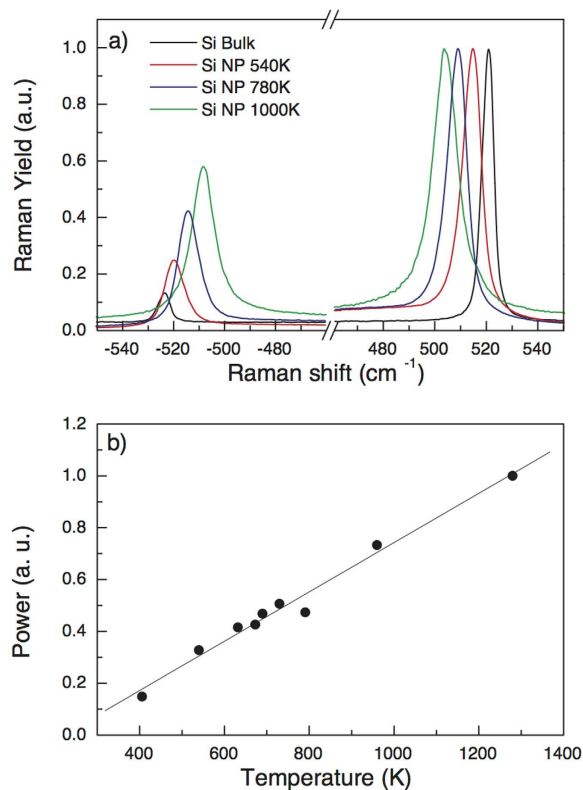 a)
Si Bulk
Si NP 540K
Si NP 780K
Si NP 1000K
Raman Yield (a.u.)
1.0
0.8
0.6
0.4
0.2
0.0
-540 -520 -500 -480 480 500 520 540
Raman shift (cm -1)
b)
Power (a. u.)
1.2
1.0
0.8
0.6
0.4
0.2
0.0
400 600 800 1000 1200 1400
Temperature (K)